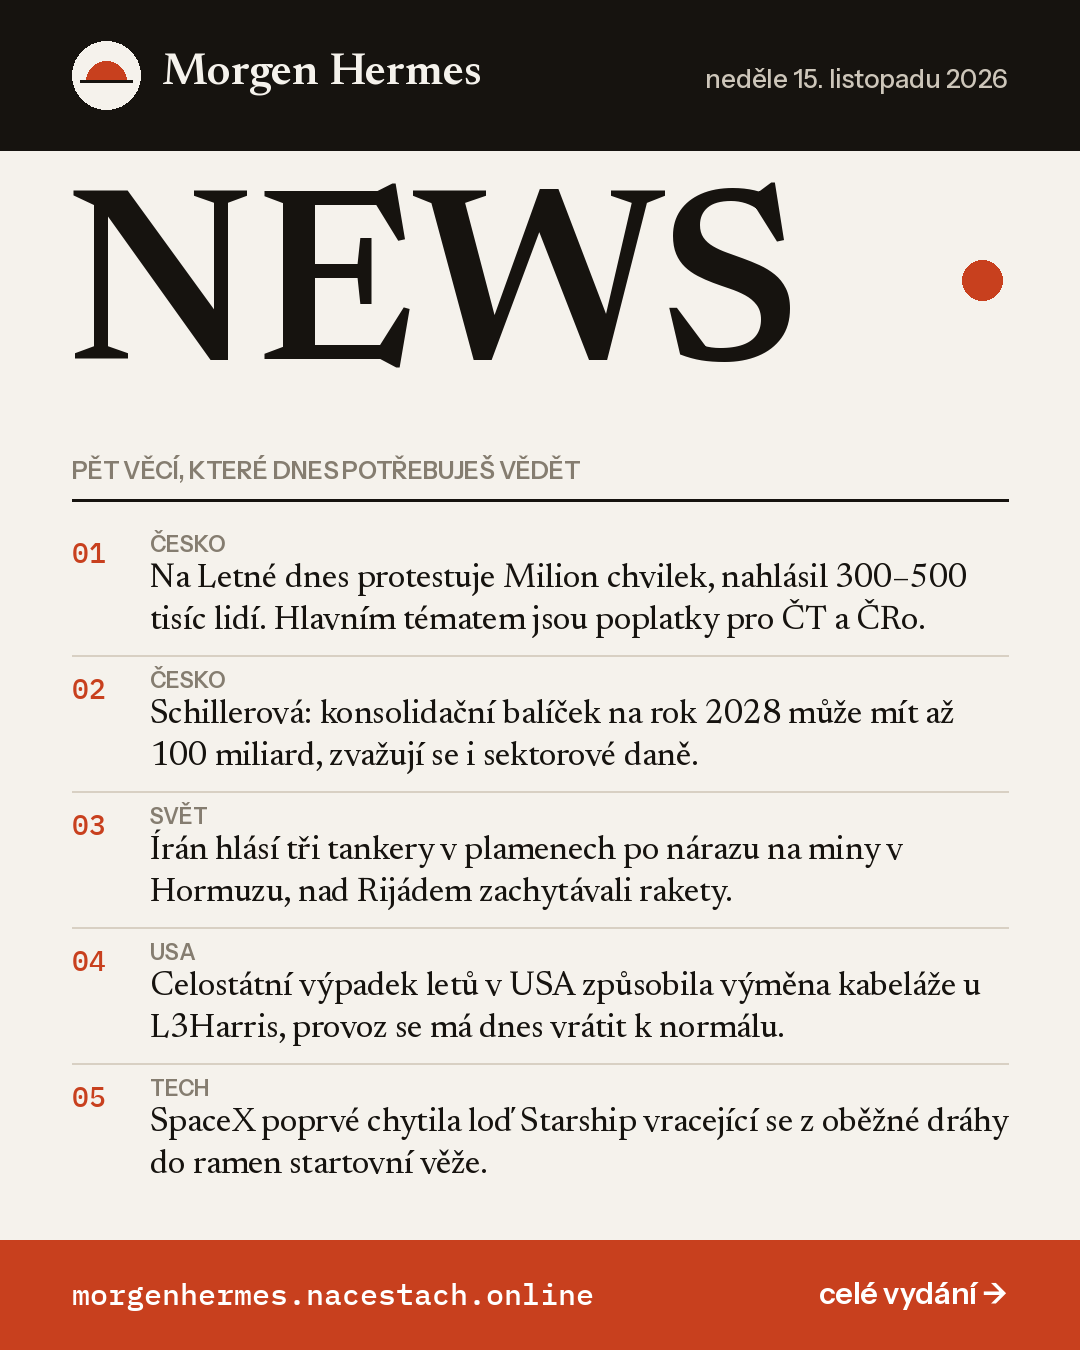 Morgen Hermes
neděle 15. listopadu 2026
NEWS
PĚT VĚCÍ, KTERÉ DNES POTŘEBUJEŠ VĚDĚT
01
ČESKO
Na Letné dnes protestuje Milion chvilek, nahlásil 300–500
tisíc lidí. Hlavním tématem jsou poplatky pro ČT a ČRo.
02
ČESKO
Schillerová: konsolidační balíček na rok 2028 může mít až
100 miliard, zvažují se i sektorové daně.
03
SVĚT
Írán hlásí tři tankery v plamenech po nárazu na miny v
Hormuzu, nad Rijádem zachytávali rakety.
04
USA
Celostátní výpadek letů v USA způsobila výměna kabeláže u
L3Harris, provoz se má dnes vrátit k normálu.
05
TECH
SpaceX poprvé chytila loď Starship vracející se z oběžné dráhy
do ramen startovní věže.
morgenhermes.nacestach.online
celé vydání →